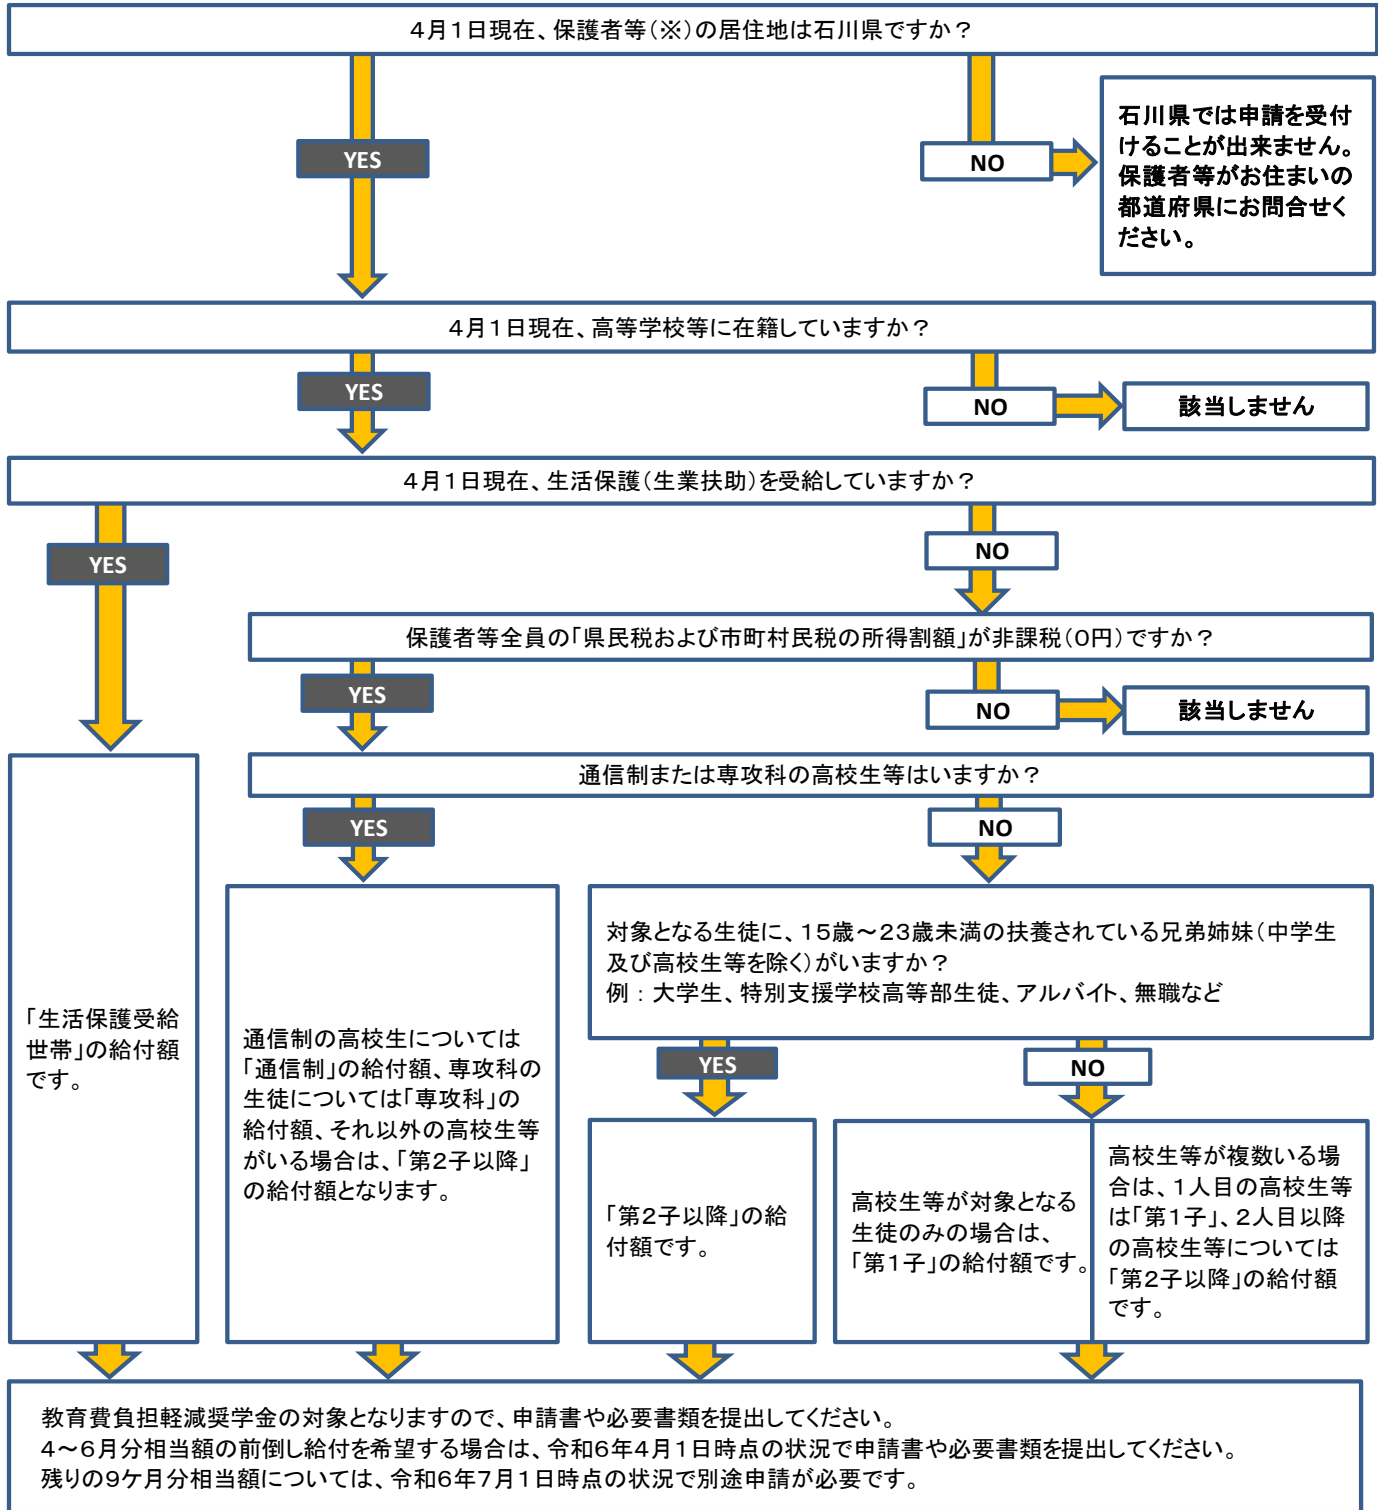 4月1日現在、保護者等(※)の居住地は石川県ですか？
YES
NO
石川県では申請を受付
けることが出来ません。
保護者等がお住まいの
都道府県にお問合せく
ださい。
4月1日現在、高等学校等に在籍していますか？
YES
NO
該当しません
4月1日現在、生活保護(生業扶助)を受給していますか？
YES
NO
保護者等全員の「県民税および市町村民税の所得割額」が非課税(0円)ですか？
YES
NO
該当しません
通信制または専攻科の高校生等はいますか？
YES
NO
「生活保護受給
世帯」の給付額
です。
通信制の高校生については
「通信制」の給付額、専攻科の
生徒については「専攻科」の
給付額、それ以外の高校生等
がいる場合は、「第2子以降」
の給付額となります。
対象となる生徒に、15歳～23歳未満の扶養されている兄弟姉妹(中学生
及び高校生等を除く)がいますか？
例：大学生、特別支援学校高等部生徒、アルバイト、無職など
YES
NO
「第2子以降」の給
付額です。
高校生等が対象となる
生徒のみの場合は、
「第1子」の給付額です。
高校生等が複数いる場
合は、1人目の高校生等
は「第1子」、2人目以降
の高校生等については
「第2子以降」の給付額
です。
教育費負担軽減奨学金の対象となりますので、申請書や必要書類を提出してください。
4～6月分相当額の前倒し給付を希望する場合は、令和6年4月1日時点の状況で申請書や必要書類を提出してください。
残りの9ケ月分相当額については、令和6年7月1日時点の状況で別途申請が必要です。